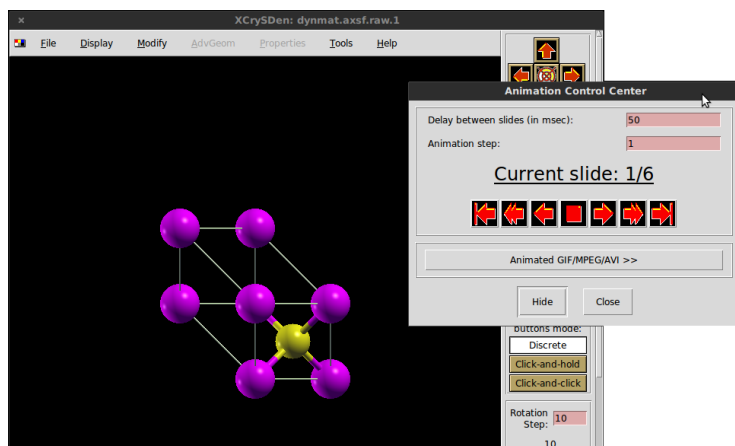 XCrySDen: dynmat.axsf.raw.1
File Display Modify AdvGeom Properties Tools Help
Animation Control Center
Delay between slides (in msec): 50
Animation step: 1
Current slide: 1/6
Animated GIF/MPEG/AVI >>
Hide Close
buttons mode:
Discrete
Click-and-hold
Click-and-click
Rotation
Step: 10
10